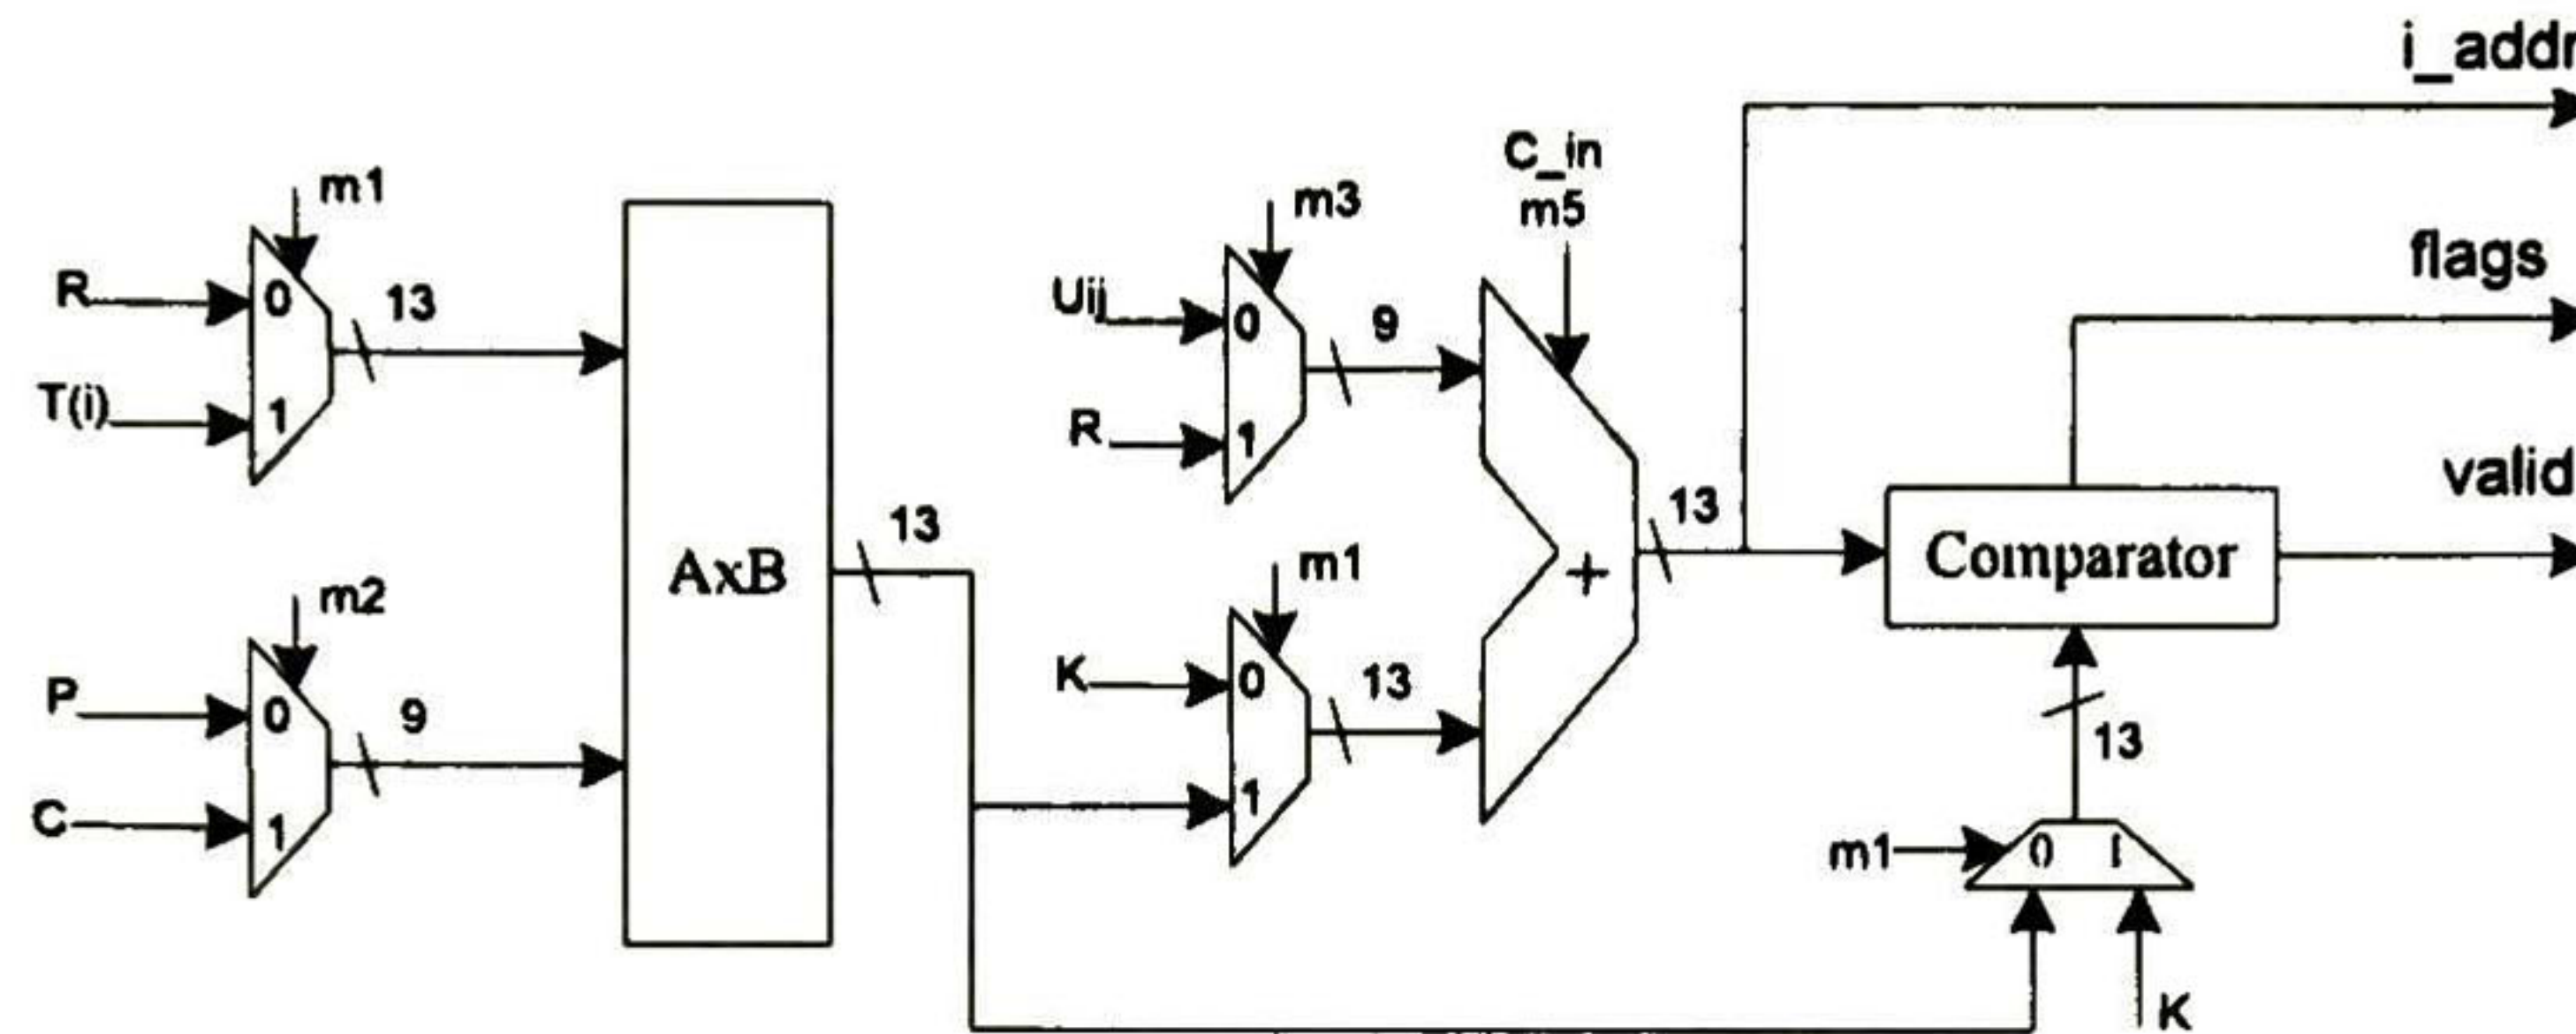 i_addr
C_in
m5
m1
m3
flags
R
0
13
Uij
0
9
T(i)
1
R
1
valid
13
13
AxB
+
Comparator
m2
m1
P
0
9
K
0
13
13
C
1
1
m1
0
1
K